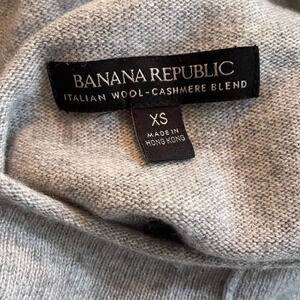 BANANA REPUBLIC
ITALIAN WOOL-CASHMERE BLEND
XS
MADE IN
HONG KONG